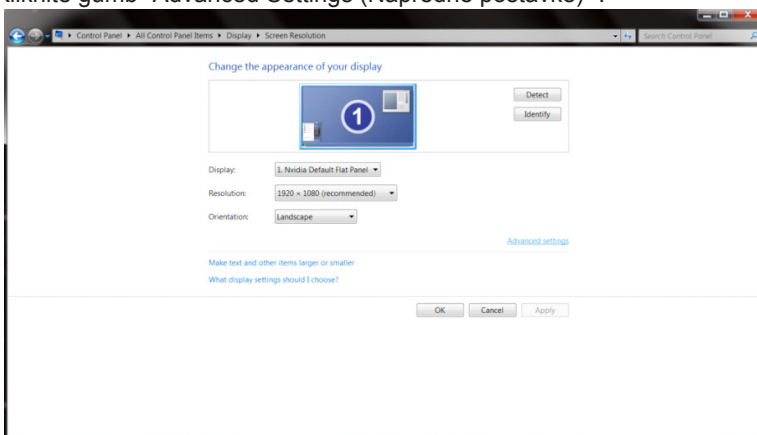 kliknite gumb "Advanced Settings (Napredne postavke)".
Control Panel ▸ All Control Panel Items ▸ Display ▸ Screen Resolution
Search Control Panel
Change the appearance of your display
1
Detect
Identify
Display: 1. Nvidia Default Flat Panel
Resolution: 1920 × 1080 (recommended)
Orientation: Landscape
Advanced settings
Make text and other items larger or smaller
What display settings should I choose?
OK Cancel Apply